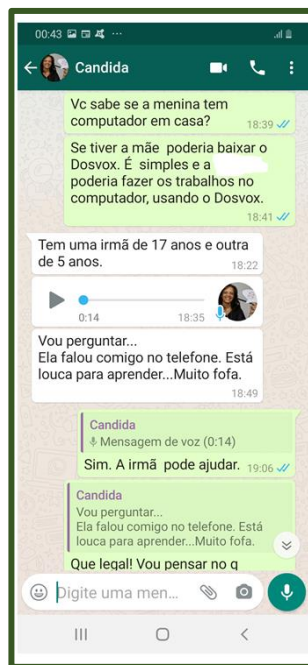 00:43
Candida
Vc sabe se a menina tem
computador em casa?
18:39
Se tiver a mãe poderia baixar o
Dosvox. É simples e a
poderia fazer os trabalhos no
computador, usando o Dosvox.
18:41
Tem uma irmã de 17 anos e outra
de 5 anos.
18:22
0:14
18:35
Vou perguntar...
Ela falou comigo no telefone. Está
louca para aprender...Muito fofa.
18:49
Candida
Mensagem de voz (0:14)
Sim. A irmã pode ajudar. 19:06
Candida
Vou perguntar...
Ela falou comigo no telefone. Está
louca para aprender...Muito fofa.
Que legal! Vou pensar no q
Digite uma men...